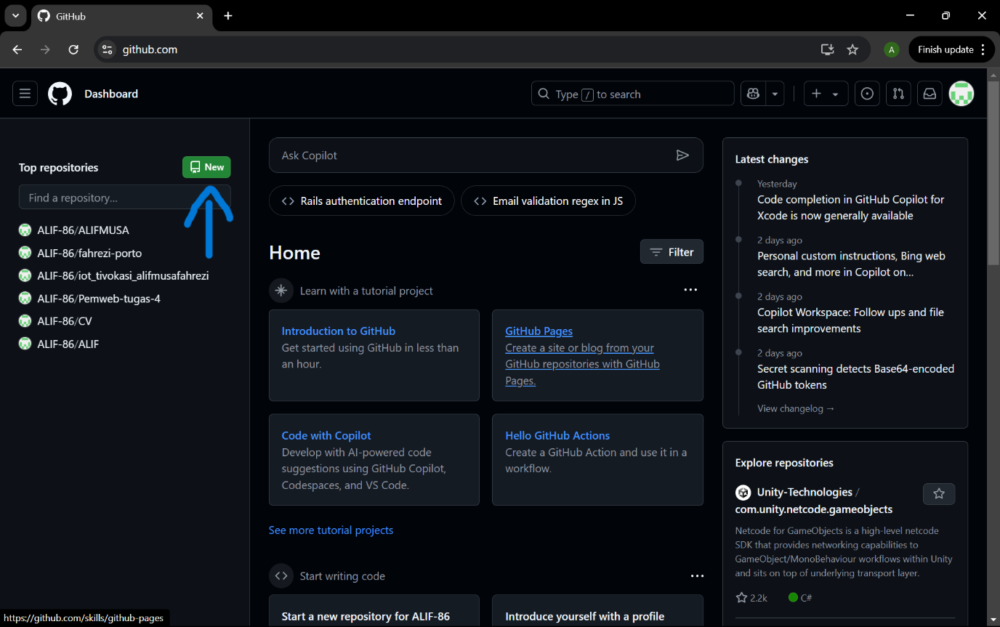 GitHub
github.com
A
Finish update
Dashboard
Type / to search
Top repositories
New
Find a repository...
ALIF-86/ALIFMUSA
ALIF-86/fahrezi-porto
ALIF-86/iot_tivokasi_alifmusafahrezi
ALIF-86/Pemweb-tugas-4
ALIF-86/CV
ALIF-86/ALIF
Ask Copilot
Rails authentication endpoint
Email validation regex in JS
Home
Filter
Learn with a tutorial project
Introduction to GitHub
Get started using GitHub in less than
an hour.
GitHub Pages
Create a site or blog from your
GitHub repositories with GitHub
Pages.
Code with Copilot
Develop with AI-powered code
suggestions using GitHub Copilot,
Codespaces, and VS Code.
Hello GitHub Actions
Create a GitHub Action and use it in a
workflow.
See more tutorial projects
Start writing code
Start a new repository for ALIF-86
Introduce yourself with a profile
Latest changes
Yesterday
Code completion in GitHub Copilot for
Xcode is now generally available
2 days ago
Personal custom instructions, Bing web
search, and more in Copilot on...
2 days ago
Copilot Workspace: Follow ups and file
search improvements
2 days ago
Secret scanning detects Base64-encoded
GitHub tokens
View changelog →
Explore repositories
Unity-Technologies /
com.unity.netcode.gameobjects
Netcode for GameObjects is a high-level netcode
SDK that provides networking capabilities to
GameObject/MonoBehaviour workflows within Unity
and sits on top of underlying transport layer.
2.2k
C#
https://github.com/skills/github-pages